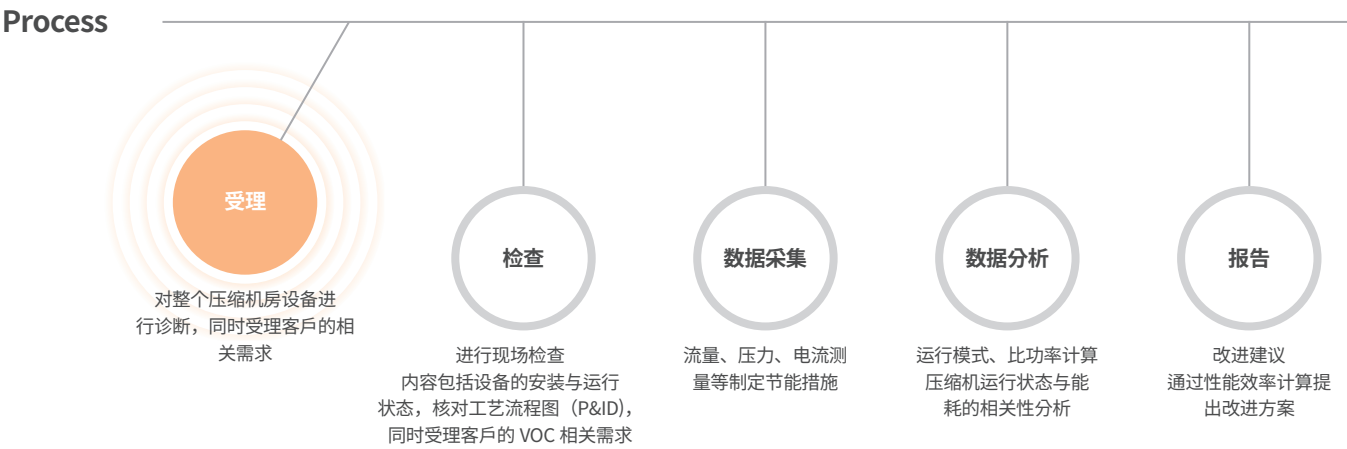 Process
受理
对整个压缩机房设备进
行诊断，同时受理客戶的相
关需求
检查
进行现场检查
内容包括设备的安装与运行
状态，核对工艺流程图（P&ID)，
同时受理客戶的 VOC 相关需求
数据采集
流量、压力、电流测
量等制定节能措施
数据分析
运行模式、比功率计算
压缩机运行状态与能
耗的相关性分析
报告
改进建议
通过性能效率计算提
出改进方案